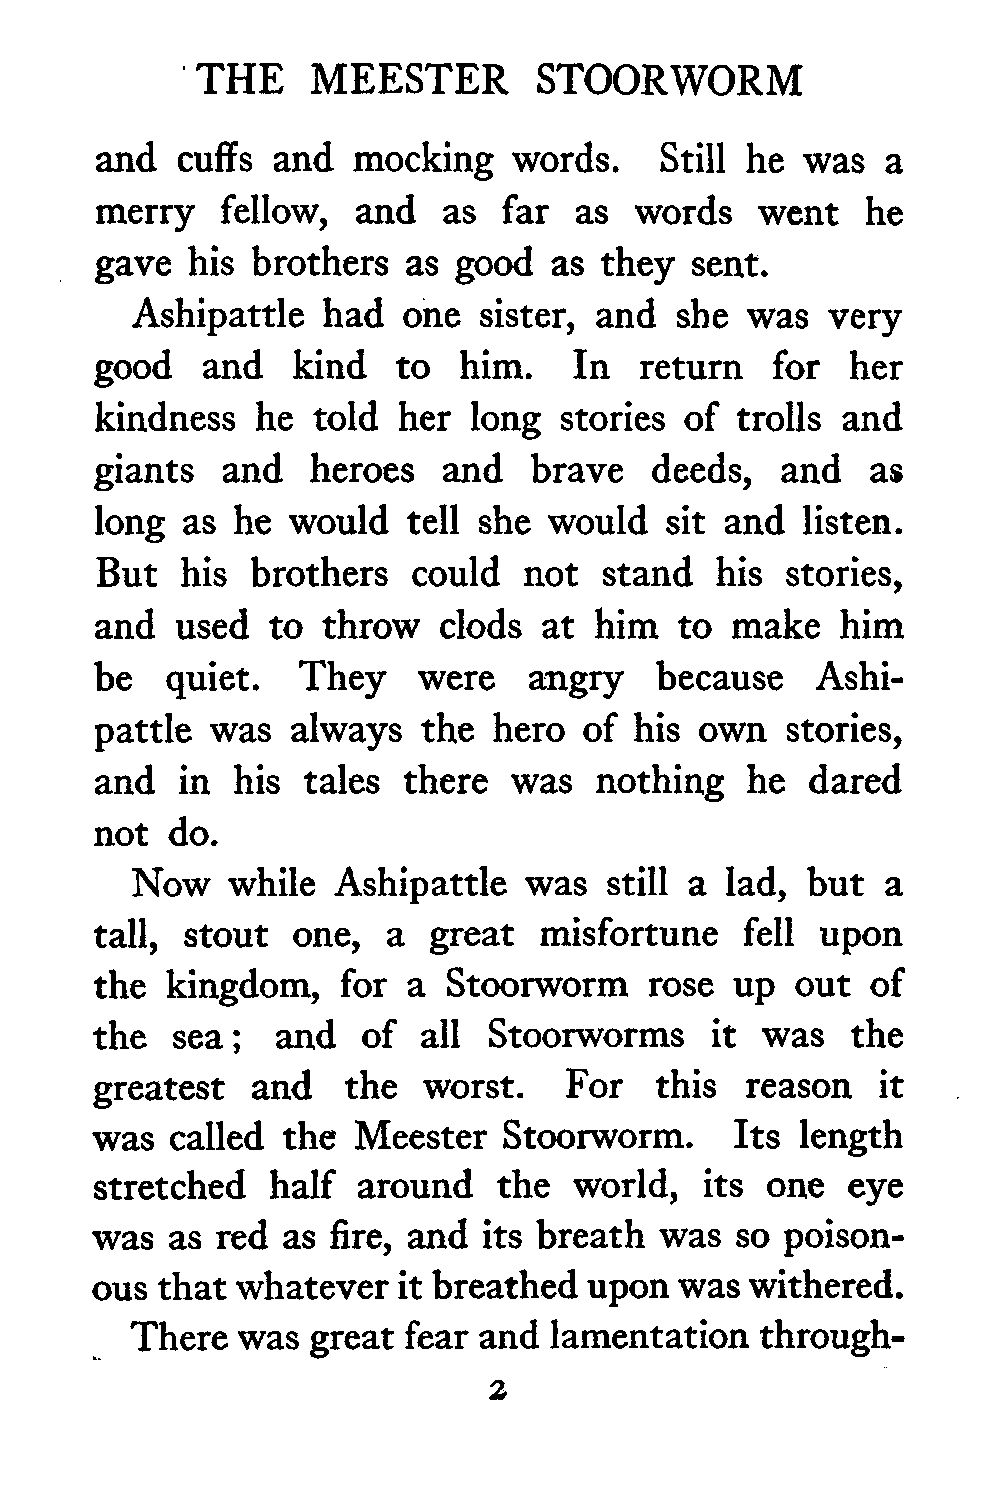 THE MEESTER STOORWORM
and cuffs and mocking words. Still he was a
merry fellow, and as far as words went he
gave his brothers as good as they sent.
Ashipattle had one sister, and she was very
good and kind to him. In return for her
kindness he told her long stories of trolls and
giants and heroes and brave deeds, and as
long as he would tell she would sit and listen.
But his brothers could not stand his stories,
and used to throw clods at him to make him
be quiet. They were angry because Ashi-
pattle was always the hero of his own stories,
and in his tales there was nothing he dared
not do.
Now while Ashipattle was still a lad, but a
tall, stout one, a great misfortune fell upon
the kingdom, for a Stoorworm rose up out of
the sea; and of all Stoorworms it was the
greatest and the worst. For this reason it
was called the Meester Stoorworm. Its length
stretched half around the world, its one eye
was as red as fire, and its breath was so poison-
ous that whatever it breathed upon was withered.
There was great fear and lamentation through-
2